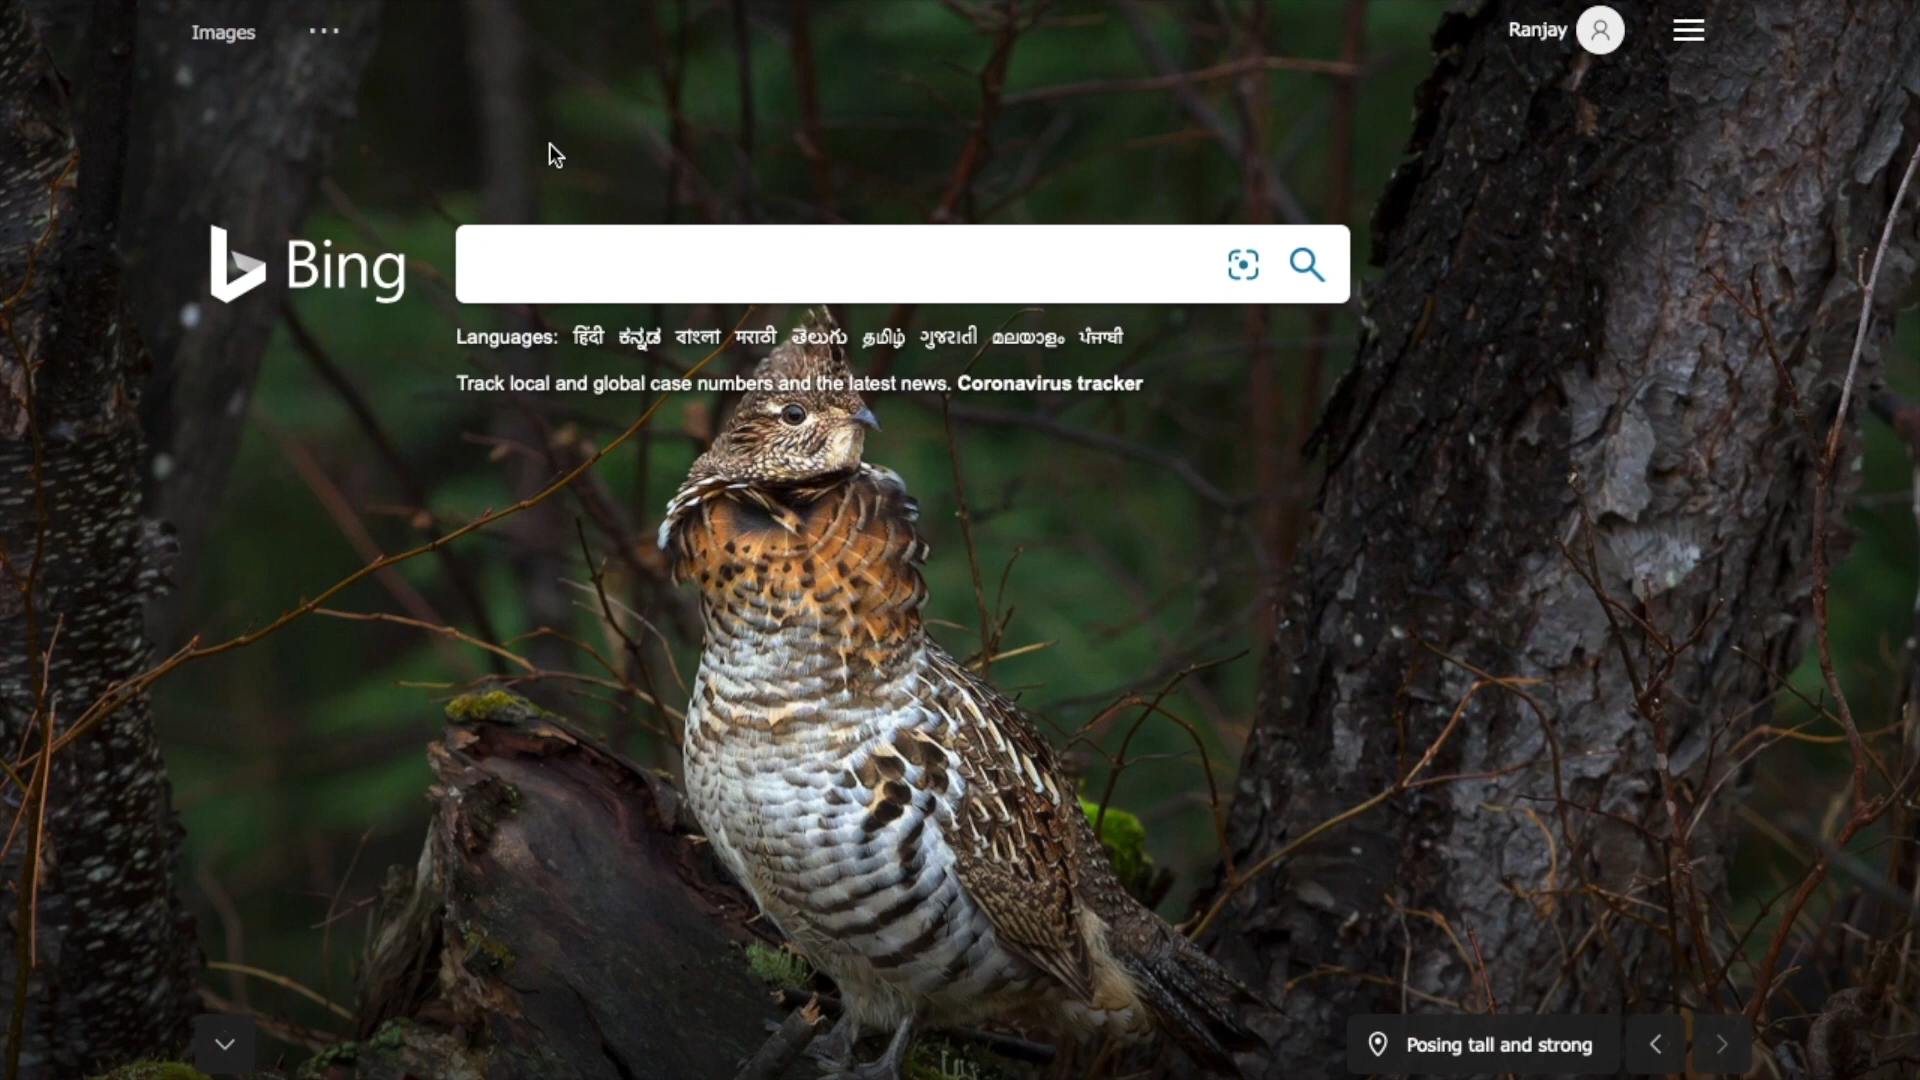 Images ...
Ranjay
Bing
Languages: हिंदी ಕನ್ನಡ বাংলা मराठी తెలుగు தமிழ் ગુજરાતી മലയാളം ਪੰਜਾਬੀ
Track local and global case numbers and the latest news. Coronavirus tracker
Posing tall and strong